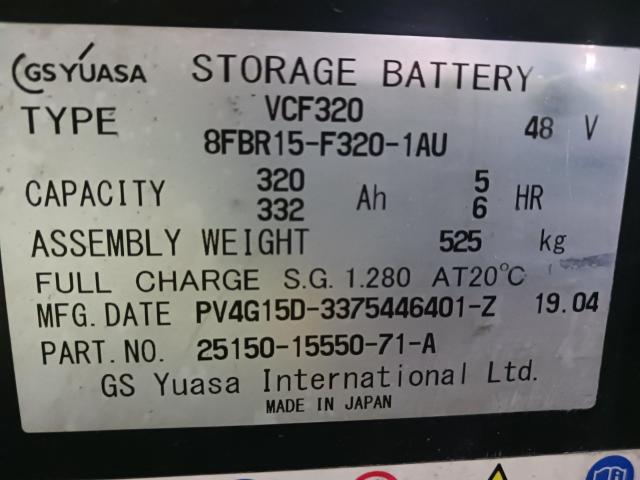 GS YUASA STORAGE BATTERY
TYPE VCF320 48 V
8FBR15-F320-1AU
CAPACITY 320 Ah 5 HR
332 6
ASSEMBLY WEIGHT 525 kg
FULL CHARGE S.G. 1.280 AT20℃
MFG. DATE PV4G15D-3375446401-Z 19.04
PART. NO. 25150-15550-71-A
GS Yuasa International Ltd.
MADE IN JAPAN